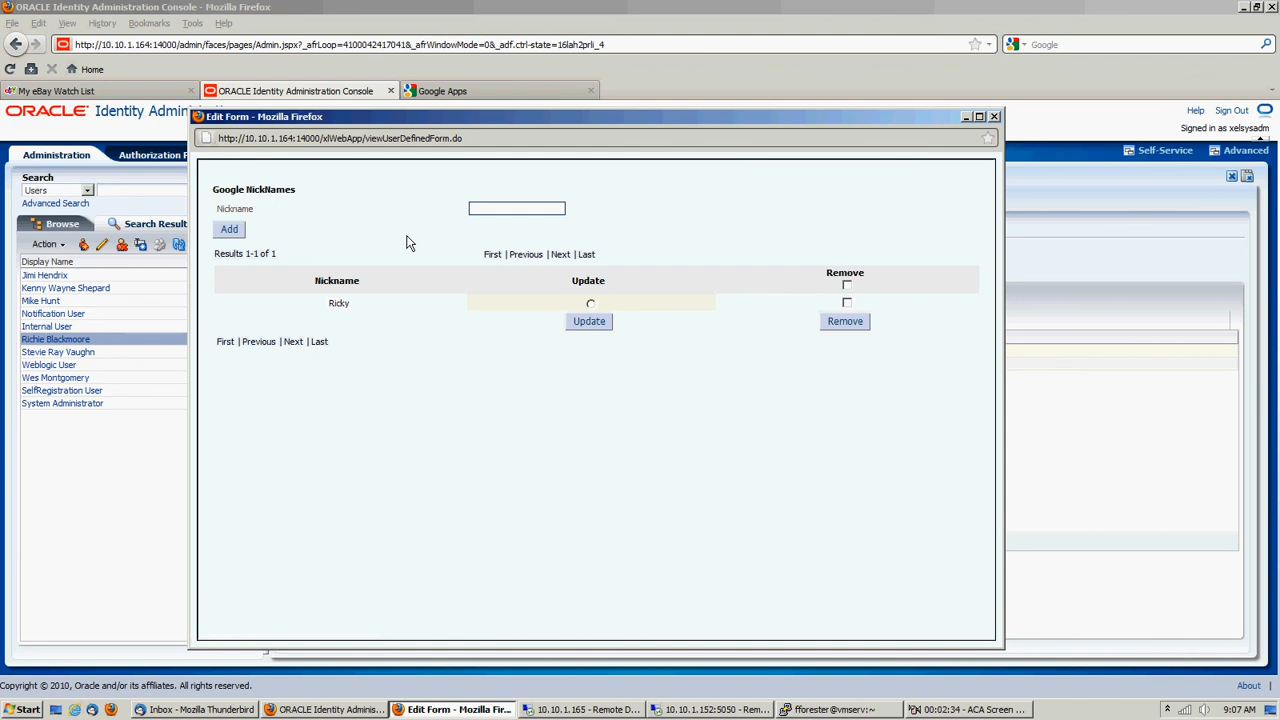 ORACLE Identity Administration Console - Mozilla Firefox
File Edit View History Bookmarks Tools Help
http://10.10.1.164:14000/admin/faces/pages/Admin.jspx?_afrLoop=410004241704​1&_afrWindowMode=0&_adf.ctrl-state=16lah2prli_4
Google
Home
My eBay Watch List
ORACLE Identity Administration Console
Google Apps
ORACLE Identity Admin
Help Sign Out
Signed in as xelsysadm
Administration
Authorization P
Self-Service
Advanced
Search
Users
Advanced Search
Browse
Search Result
Action
Display Name
Jimi Hendrix
Kenny Wayne Shepard
Mike Hunt
Notification User
Internal User
Richie Blackmoore
Stevie Ray Vaughn
Weblogic User
Wes Montgomery
SelfRegistration User
System Administrator
Edit Form - Mozilla Firefox
http://10.10.1.164:14000/xlWebApp/viewUserDefinedForm.do
Google NickNames
Nickname
Add
Results 1-1 of 1
First | Previous | Next | Last
Nickname Update Remove
Ricky
Update
Remove
First | Previous | Next | Last
Copyright © 2010, Oracle and/or its affiliates. All rights reserved.
About
Start
Inbox - Mozilla Thunderbird
ORACLE Identity Adminis...
Edit Form - Mozilla Fir...
10.10.1.165 - Remote D...
10.10.1.152:5050 - Rem...
fforester@vmserv:~
00:02:34 - ACA Screen ...
9:07 AM